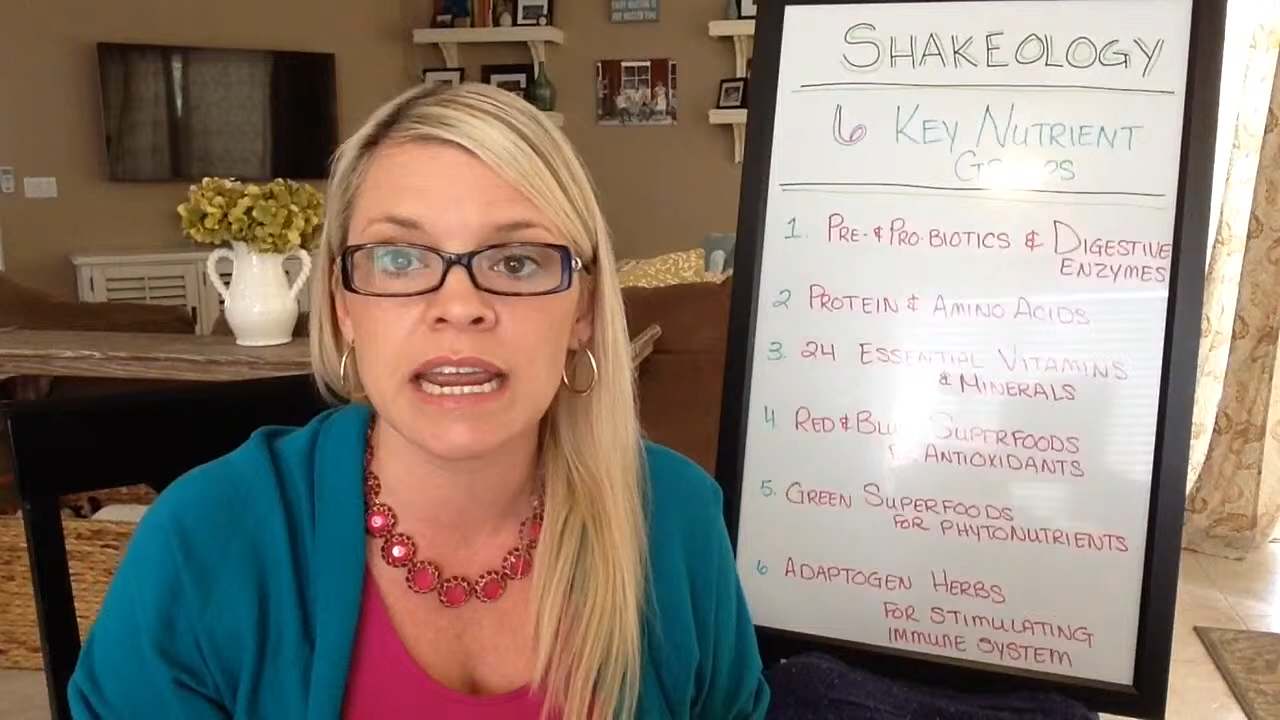 SHAKEOLOGY
6 KEY NUTRIENT
1. PRE- & PRO-BIOTICS & DIGESTIVE
ENZYMES
2 PROTEIN & AMINO ACIDS
3. 24 ESSENTIAL VITAMINS
& MINERALS
4 RED & BLUE SUPERFOODS
ANTIOXIDANTS
5. GREEN SUPERFOODS
FOR PHYTONUTRIENTS
6 ADAPTOGEN HERBS
FOR STIMULATING
IMMUNE SYSTEM